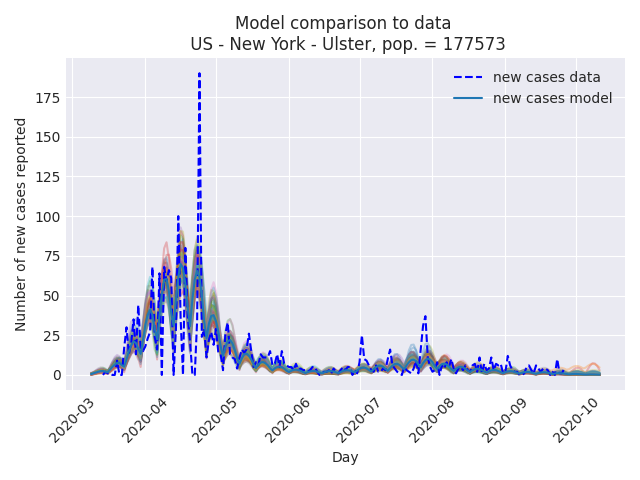 Model comparison to data
US - New York - Ulster, pop. = 177573
new cases data
new cases model
Number of new cases reported
175
150
125
100
75
50
25
0
2020-03
2020-04
2020-05
2020-06
2020-07
2020-08
2020-09
2020-10
Day